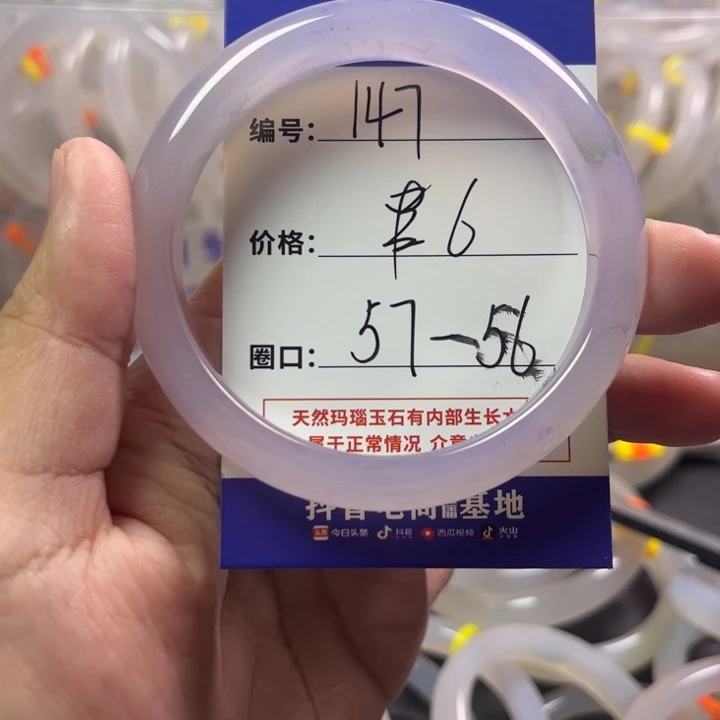 编号: 147
价格: 6
圈口: 57-56
天然玛瑙玉石有内部生长
属于正常情况 介意
抖音电商 基地
今日头条 抖音 西瓜视频 火山